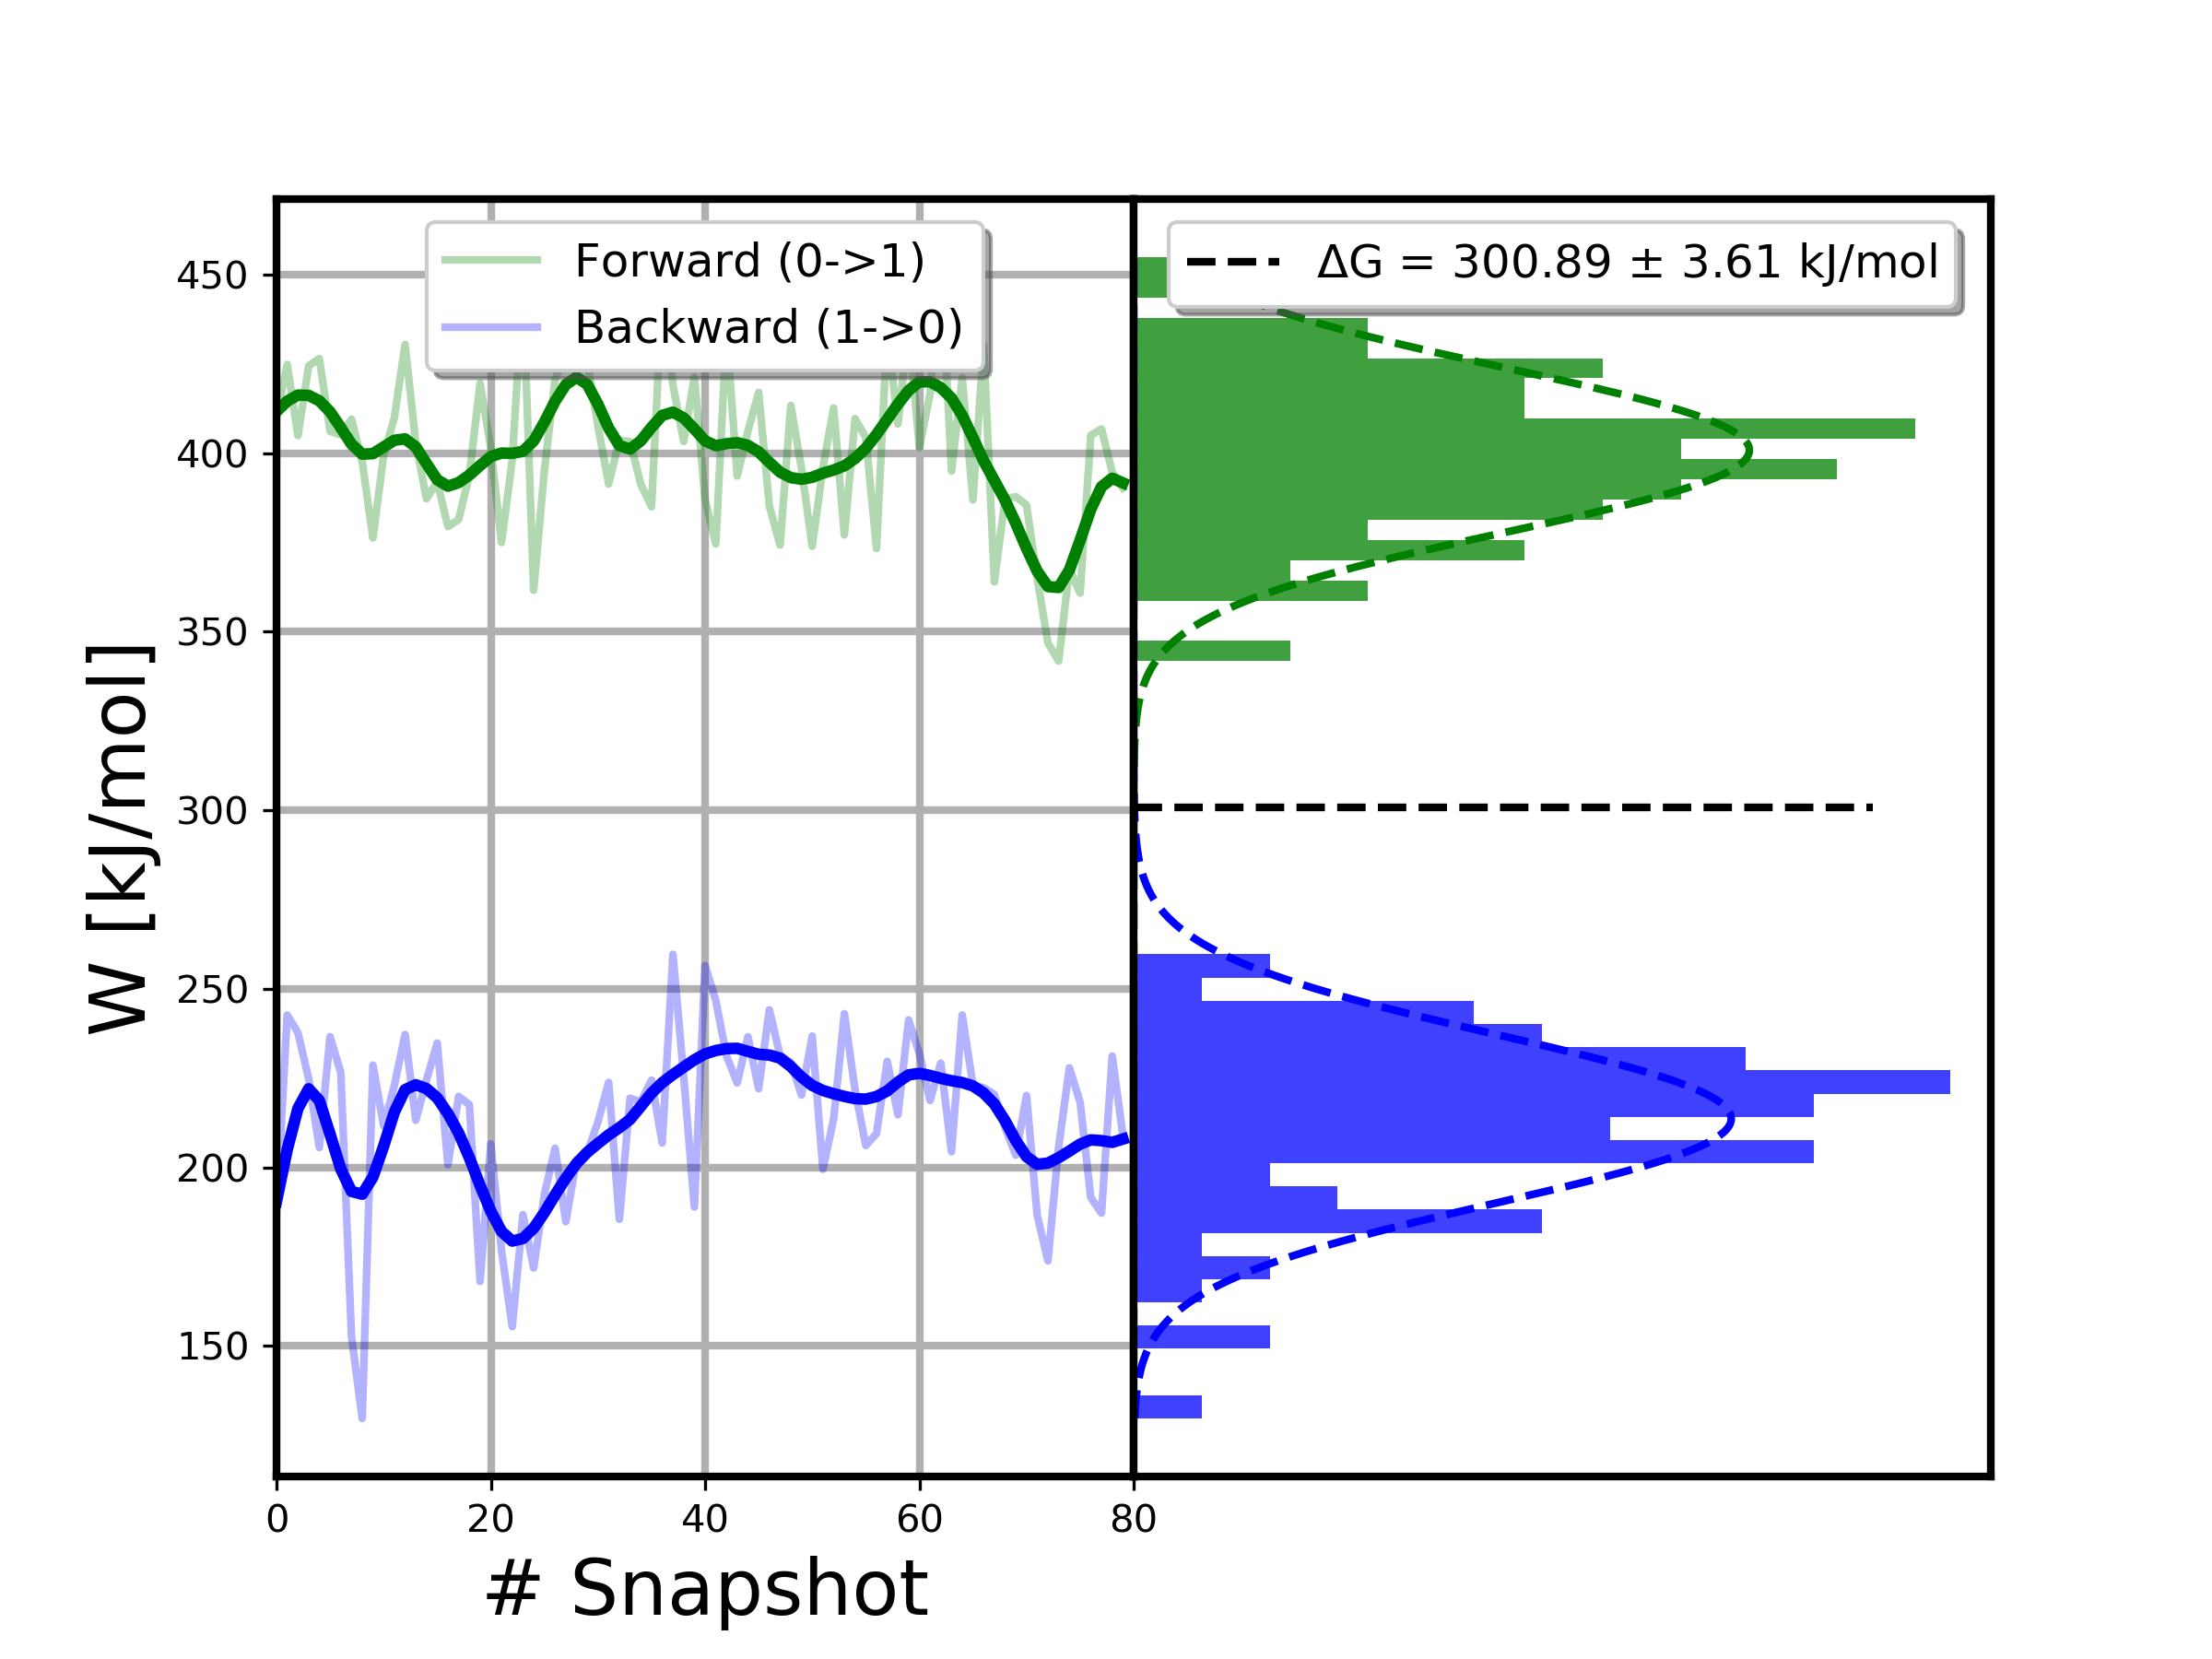 Forward (0->1)
Backward (1->0)
ΔG = 300.89 ± 3.61 kJ/mol
W [kJ/mol]
450
400
350
300
250
200
150
0 20 40 60 80
# Snapshot